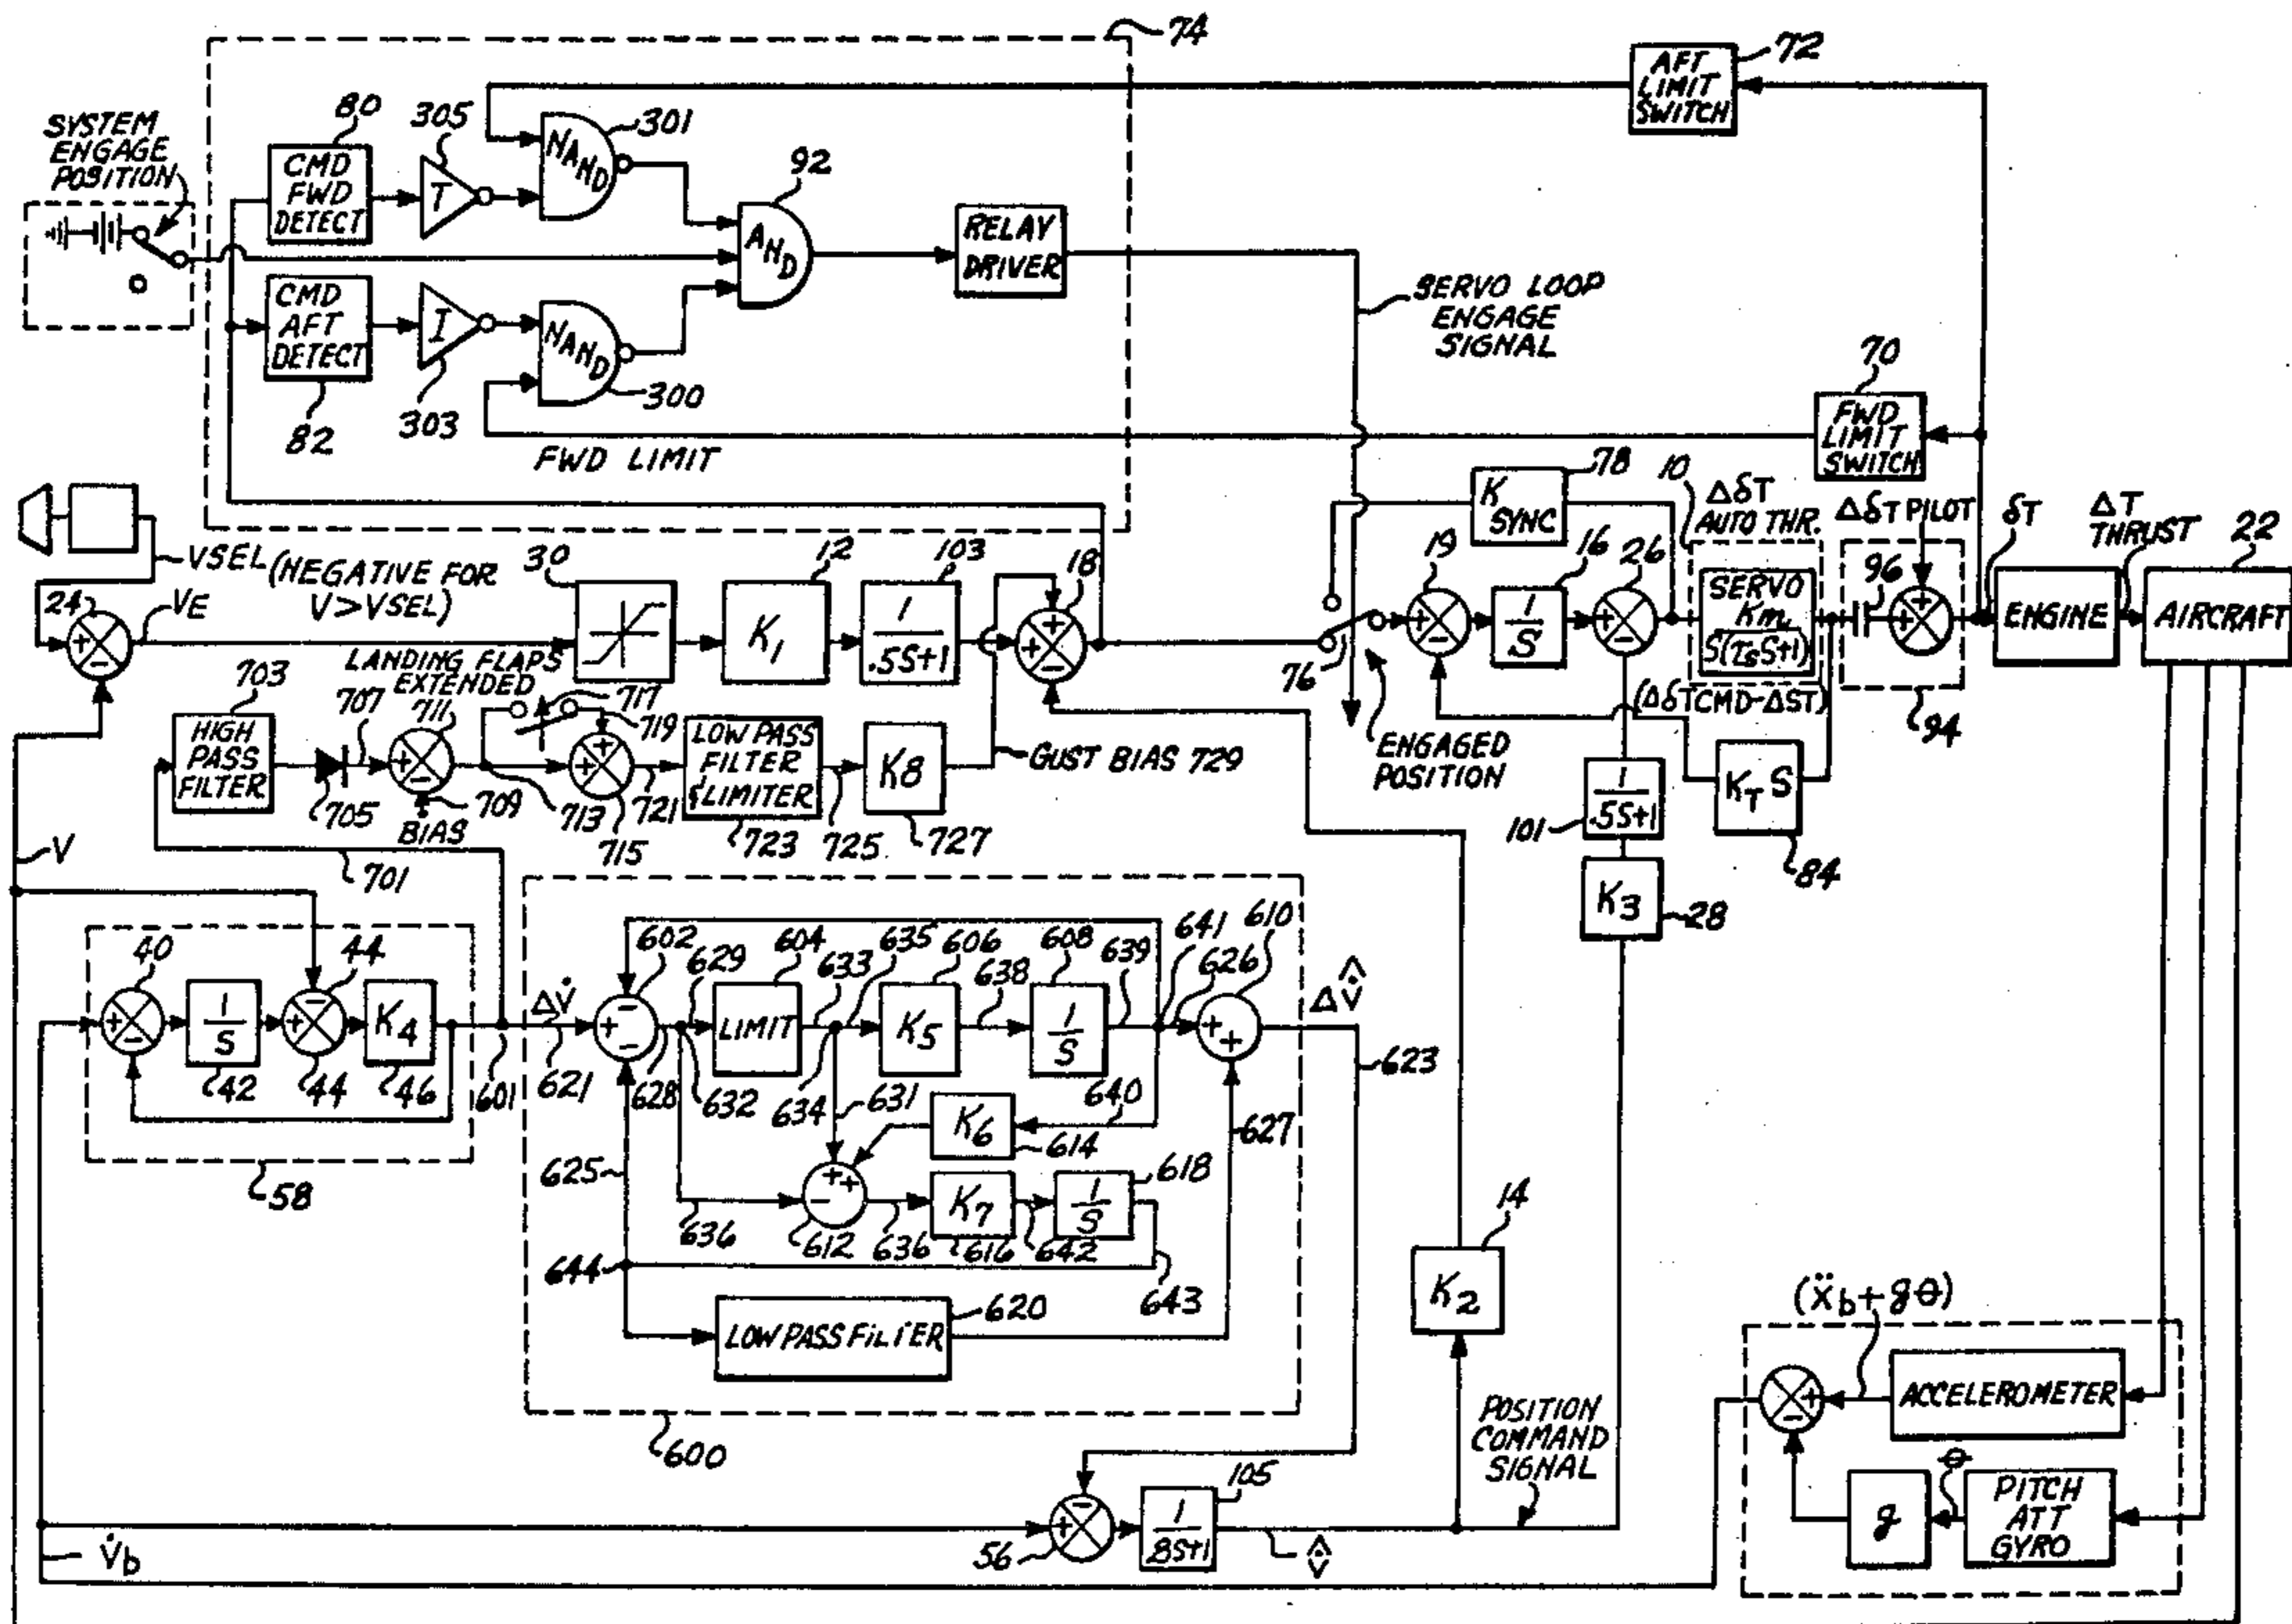 74
AFT
LIMIT
SWITCH
72
SYSTEM
ENGAGE
POSITION
80
CMD
FWD
DETECT
305
T
NAND
301
92
AND
RELAY
DRIVER
CMD
AFT
DETECT
82
I
303
NAND
300
SERVO LOOP
ENGAGE
SIGNAL
70
FWD
LIMIT
SWITCH
FWD LIMIT
VSEL (NEGATIVE FOR
V > VSEL)
24
+
-
VE
30
12
K1
103
1
.5S+1
18
+
+
-
K
SYNC
78
76
ENGAGED
POSITION
19
+
-
16
1
S
26
+
-
10
ΔδT
AUTO THR.
SERVO
Km
S(τsS+1)
(ΔδTCMD-ΔST)
ΔδT PILOT
96
+
+
94
δT
ENGINE
ΔT
THRUST
22
AIRCRAFT
703
HIGH
PASS
FILTER
705
707
LANDING FLAPS
EXTENDED
711
+
-
709
BIAS
713
717
719
+
+
715
721
LOW PASS
FILTER
& LIMITER
723
725
K8
727
GUST BIAS 729
101
1
.5S+1
KT S
84
K3
28
V
701
40
+
-
1
S
42
44
-
+
44
K4
46
58
601
Δv̇
621
602
-
+
-
628
629
632
604
LIMIT
633
634
635
631
606
K5
638
608
1
S
639
641
626
610
+
+
Δv̇̂
623
K6
614
640
627
625
636
-
+
+
612
636
K7
616
642
618
1
S
643
644
620
LOW PASS FILTER
600
14
K2
POSITION
COMMAND
SIGNAL
(ẍb+gθ)
+
-
ACCELEROMETER
g
θ
PITCH
ATT
GYRO
+
-
56
105
1
8S+1
v̇̂
v̇b